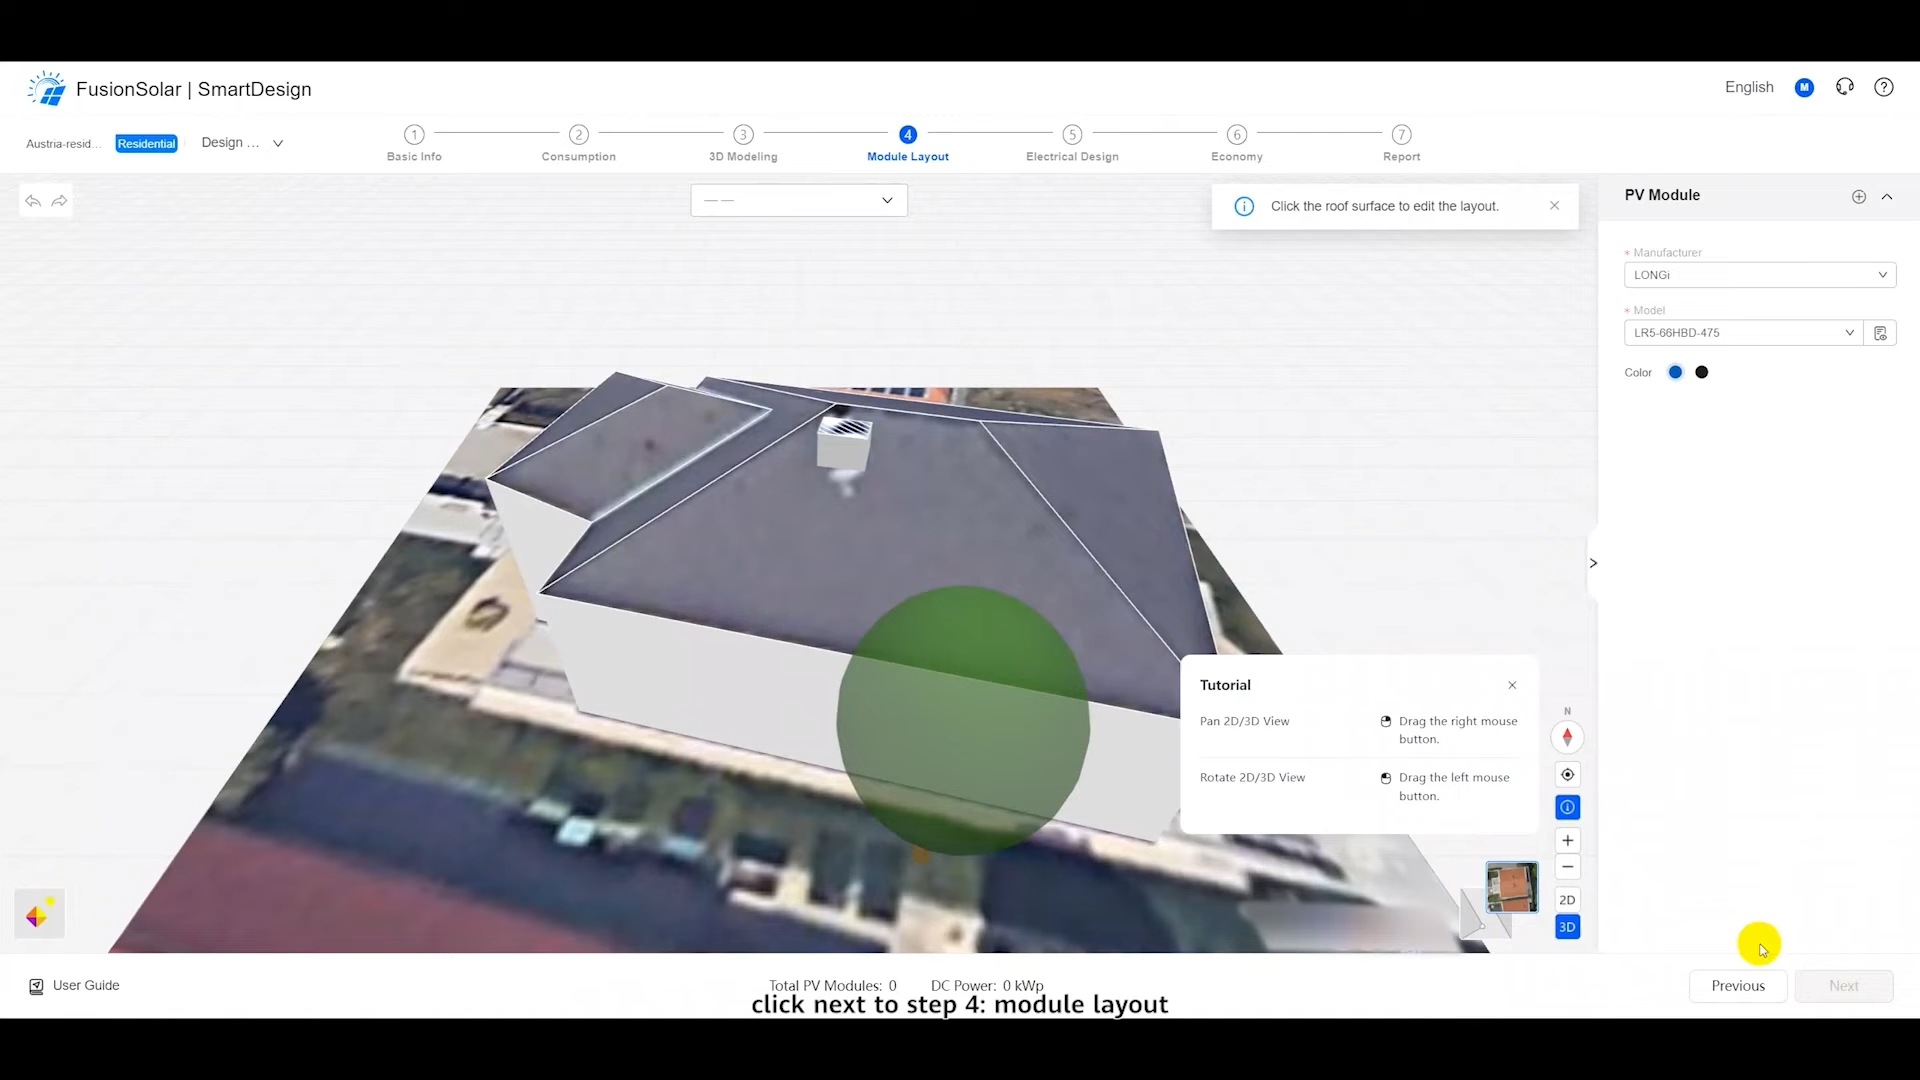 FusionSolar | SmartDesign
English
M
Austria-resid...
Residential
Design ...
1
2
3
4
5
6
7
Basic Info
Consumption
3D Modeling
Module Layout
Electrical Design
Economy
Report
— —
Click the roof surface to edit the layout.
PV Module
* Manufacturer
LONGi
* Model
LR5-66HBD-475
Color
Tutorial
Pan 2D/3D View
Drag the right mouse
button.
Rotate 2D/3D View
Drag the left mouse
button.
N
2D
3D
User Guide
Total PV Modules: 0
DC Power: 0 kWp
Previous
Next
click next to step 4: module layout